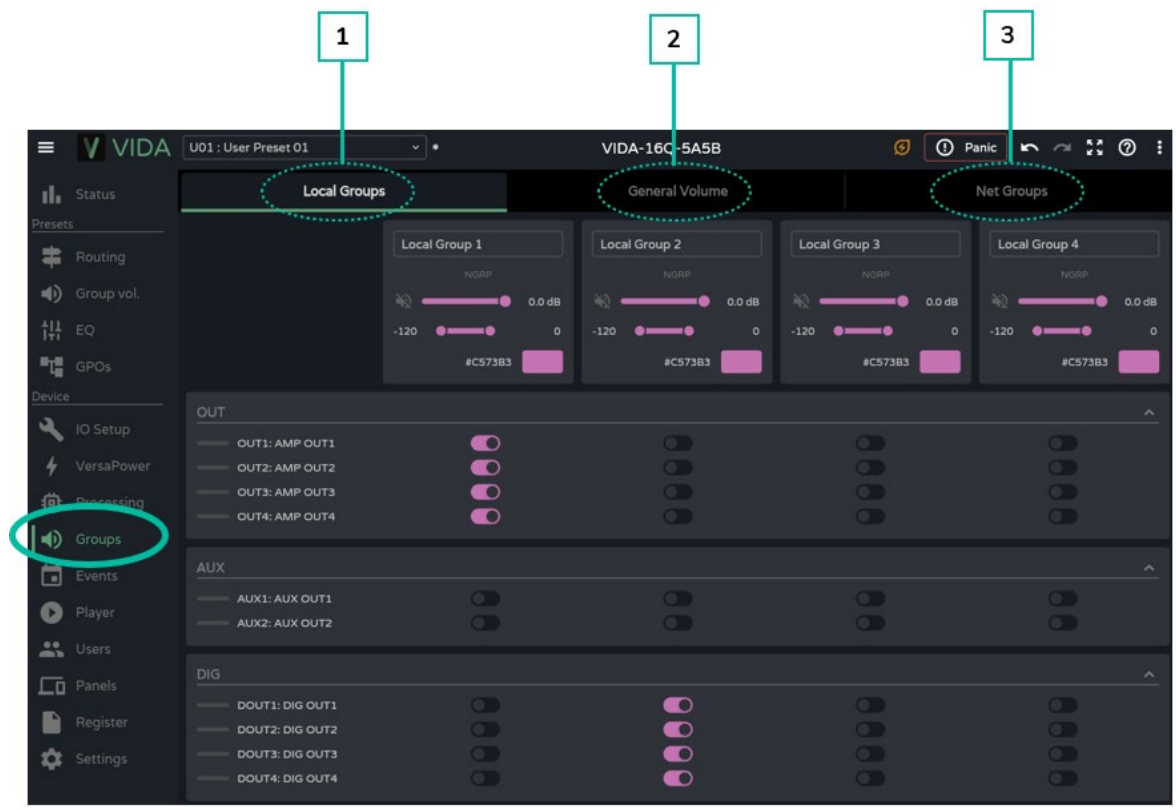 1
2
3
VIDA
U01 : User Preset 01
VIDA-16Q-5A5B
Panic
Status
Presets
Routing
Group vol.
EQ
GPOs
Device
IO Setup
VersaPower
Processing
Groups
Events
Player
Users
Panels
Register
Settings
Local Groups
General Volume
Net Groups
Local Group 1
NGRP
0.0 dB
-120
0
#C573B3
Local Group 2
NGRP
0.0 dB
-120
0
#C573B3
Local Group 3
NGRP
0.0 dB
-120
0
#C573B3
Local Group 4
NGRP
0.0 dB
-120
0
#C573B3
OUT
OUT1: AMP OUT1
OUT2: AMP OUT2
OUT3: AMP OUT3
OUT4: AMP OUT4
AUX
AUX1: AUX OUT1
AUX2: AUX OUT2
DIG
DOUT1: DIG OUT1
DOUT2: DIG OUT2
DOUT3: DIG OUT3
DOUT4: DIG OUT4